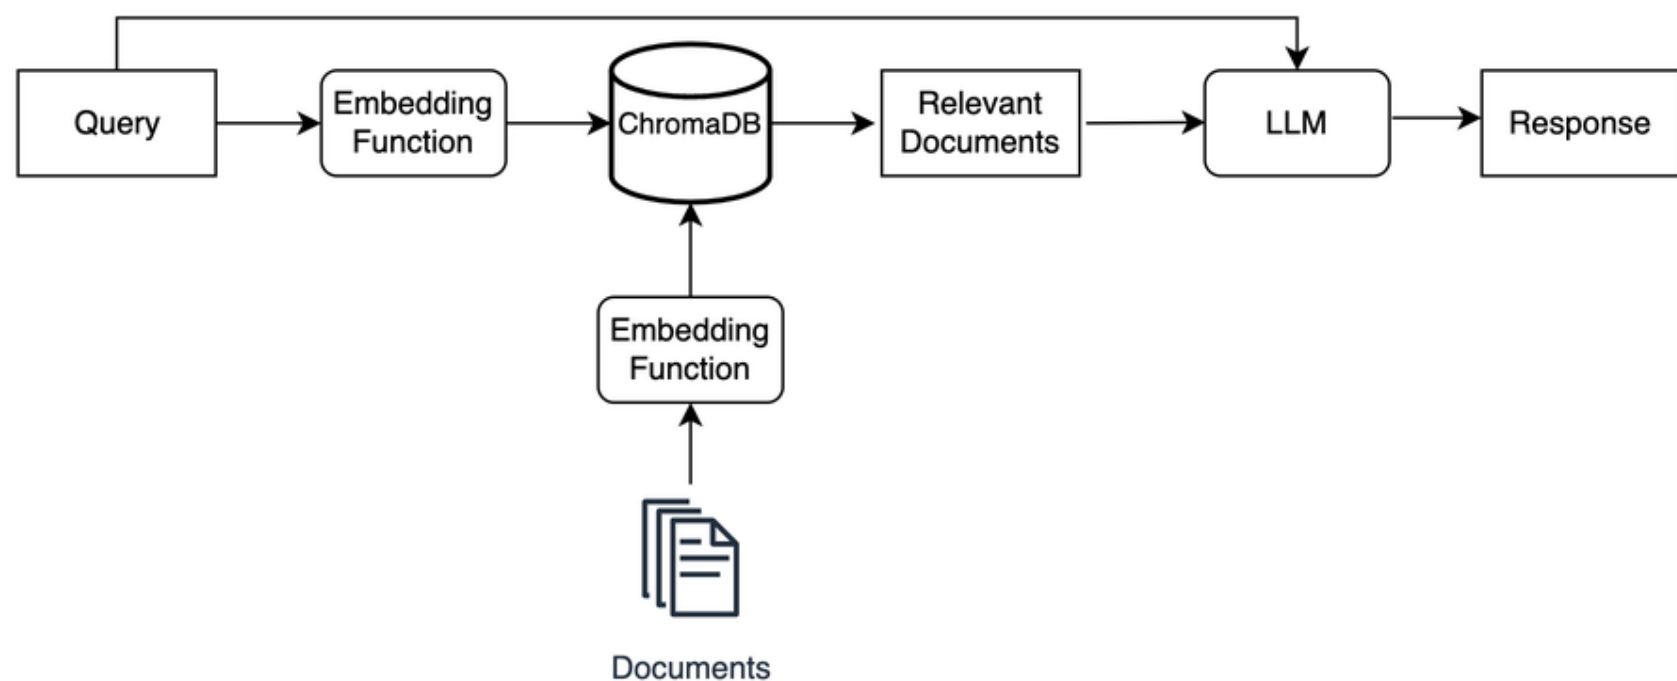 Query
Embedding
Function
ChromaDB
Relevant
Documents
LLM
Response
Embedding
Function
Documents